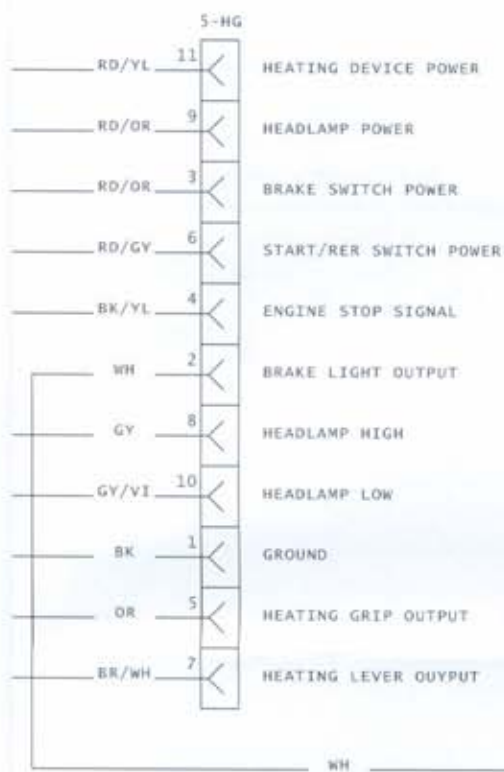 5-HG
RD/YL 11 HEATING DEVICE POWER
RD/OR 9 HEADLAMP POWER
RD/OR 3 BRAKE SWITCH POWER
RD/GY 6 START/RER SWITCH POWER
BK/YL 4 ENGINE STOP SIGNAL
WH 2 BRAKE LIGHT OUTPUT
GY 8 HEADLAMP HIGH
GY/VI 10 HEADLAMP LOW
BK 1 GROUND
OR 5 HEATING GRIP OUTPUT
BR/WH 7 HEATING LEVER OUYPUT
WH